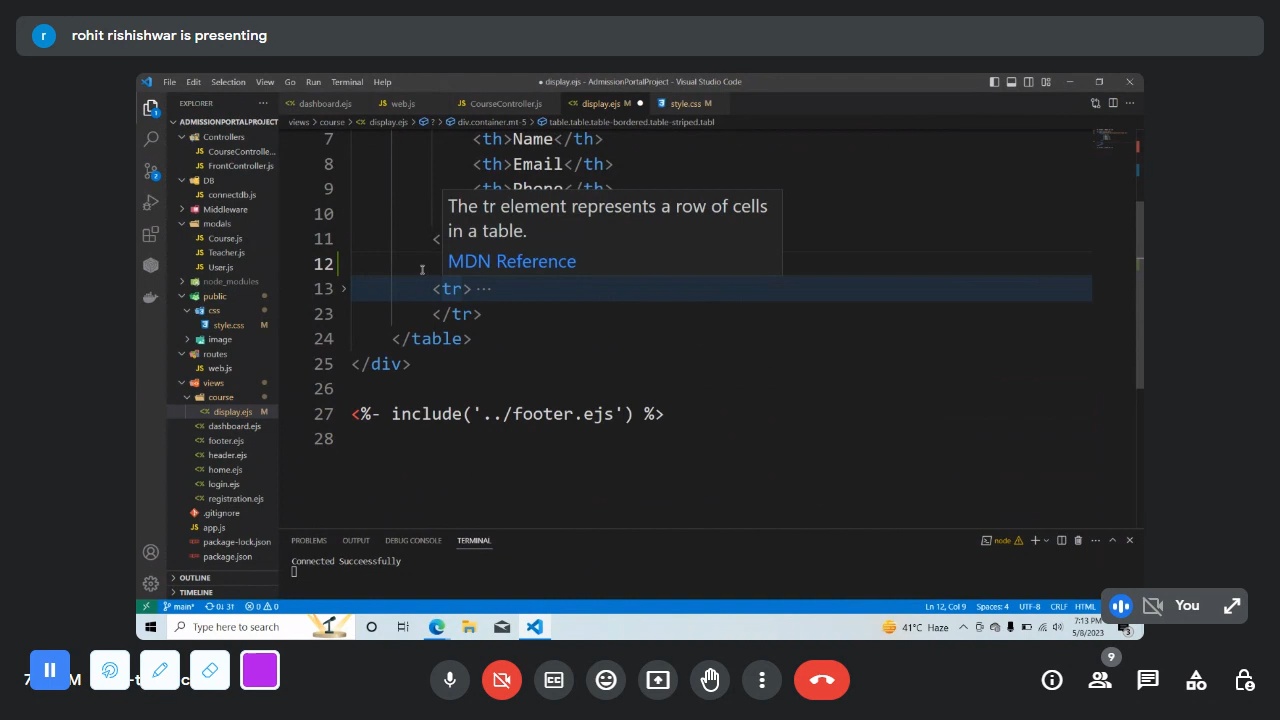 r rohit rishishwar is presenting
File Edit Selection View Go Run Terminal Help
● display.ejs - AdmissionPortalProject - Visual Studio Code
EXPLORER
dashboard.ejs
web.js
CourseController.js
display.ejs M
style.css M
ADMISSIONPORTALPROJECT
views > course > display.ejs > ? > div.container.mt-5 > table.table.table-bordered.table-striped.tabl
Controllers
CourseControlle...
FrontController.js
DB
connectdb.js
Middleware
modals
Course.js
Teacher.js
User.js
node_modules
public
css
style.css M
image
routes
web.js
views
course
display.ejs M
dashboard.ejs
footer.ejs
header.ejs
home.ejs
login.ejs
registration.ejs
.gitignore
app.js
package-lock.json
package.json
OUTLINE
TIMELINE
7 <th>Name</th>
8 <th>Email</th>
9 <th>Phone</th>
10
11 <
12
13 <tr> ...
23 </tr>
24 </table>
25 </div>
26
27 <%- include('../footer.ejs') %>
28
The tr element represents a row of cells
in a table.
MDN Reference
PROBLEMS OUTPUT DEBUG CONSOLE TERMINAL
node
Connected Succeessfully
main* 0↓ 31 0 0
Ln 12, Col 9 Spaces: 4 UTF-8 CRLF HTML
You
Type here to search
41°C Haze
7:13 PM
5/8/2023
3
9